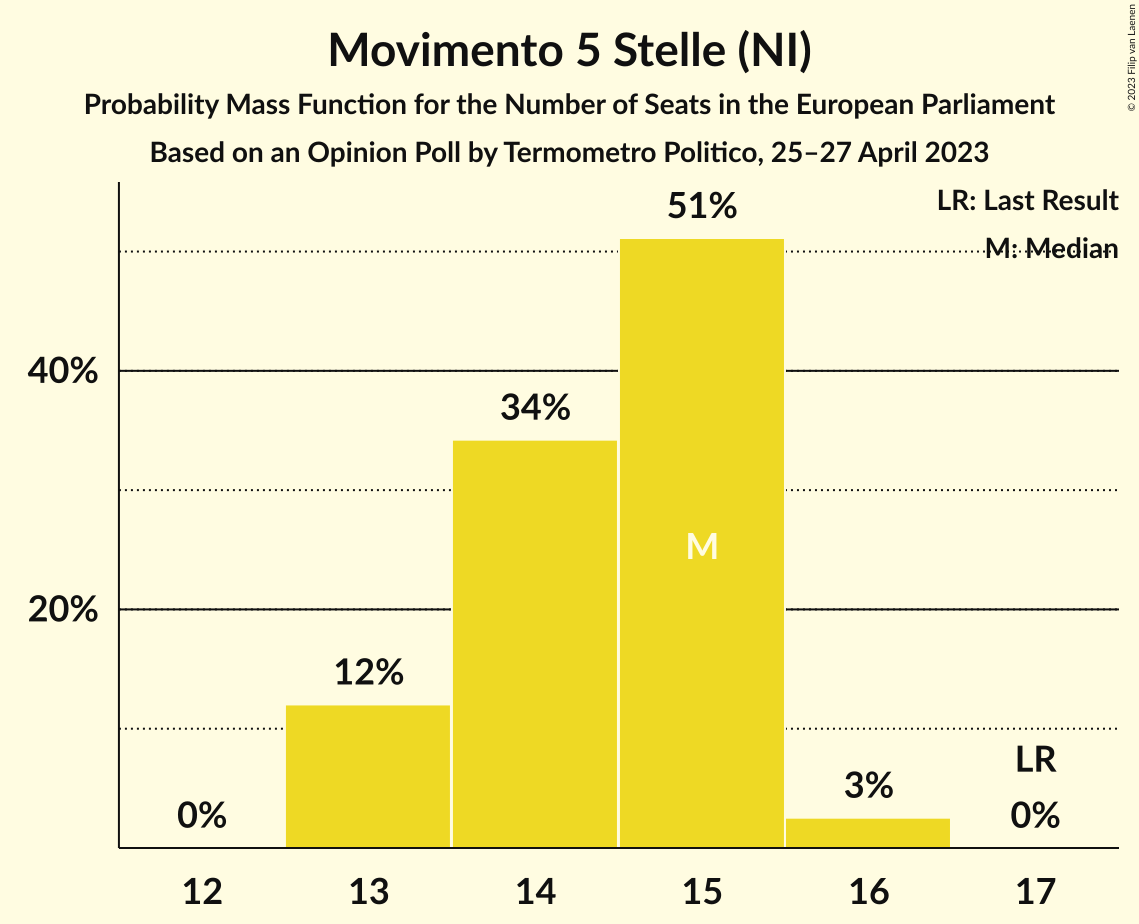 Movimento 5 Stelle (NI)
Probability Mass Function for the Number of Seats in the European Parliament
Based on an Opinion Poll by Termometro Politico, 25–27 April 2023
© 2023 Filip van Laenen
LR: Last Result
M: Median
51%
40%
34%
M
20%
12%
LR
3%
0%
0%
12 13 14 15 16 17